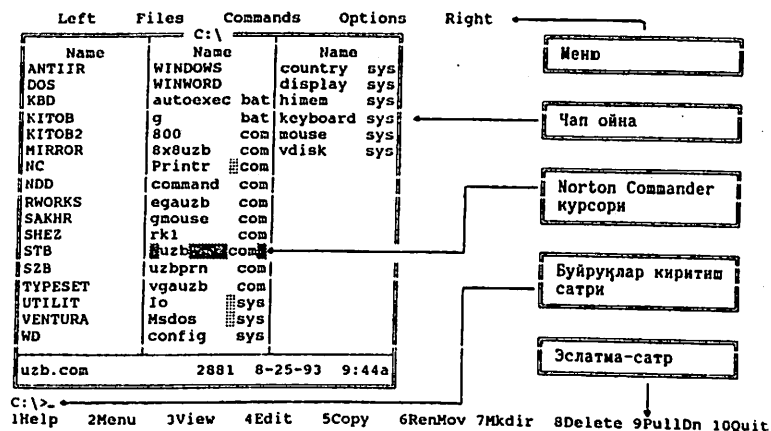 Left Files Commands Options Right
C:\
Name Name Name
ANTIIR WINDOWS country sys
DOS WINWORD display sys
KBD autoexec bat himem sys
KITOB g bat keyboard sys
KITOB2 800 com mouse sys
MIRROR 8x8uzb com vdisk sys
NC Printr ░com
NDD command com
RWORKS egauzb com
SAKHR gmouse com
SHEZ rk1 com
STB uzb com
SZB uzbprn com
TYPESET vgauzb com
UTILIT Io ░sys
VENTURA Msdos ░sys
WD config sys
uzb.com 2881 8-25-93 9:44a
C:\>_
1Help 2Menu 3View 4Edit 5Copy 6RenMov 7Mkdir 8Delete 9PullDn 10Quit
Меню
Чап ойна
Norton Commander
курсори
Буйруқлар киритиш
сатри
Эслатма-сатр